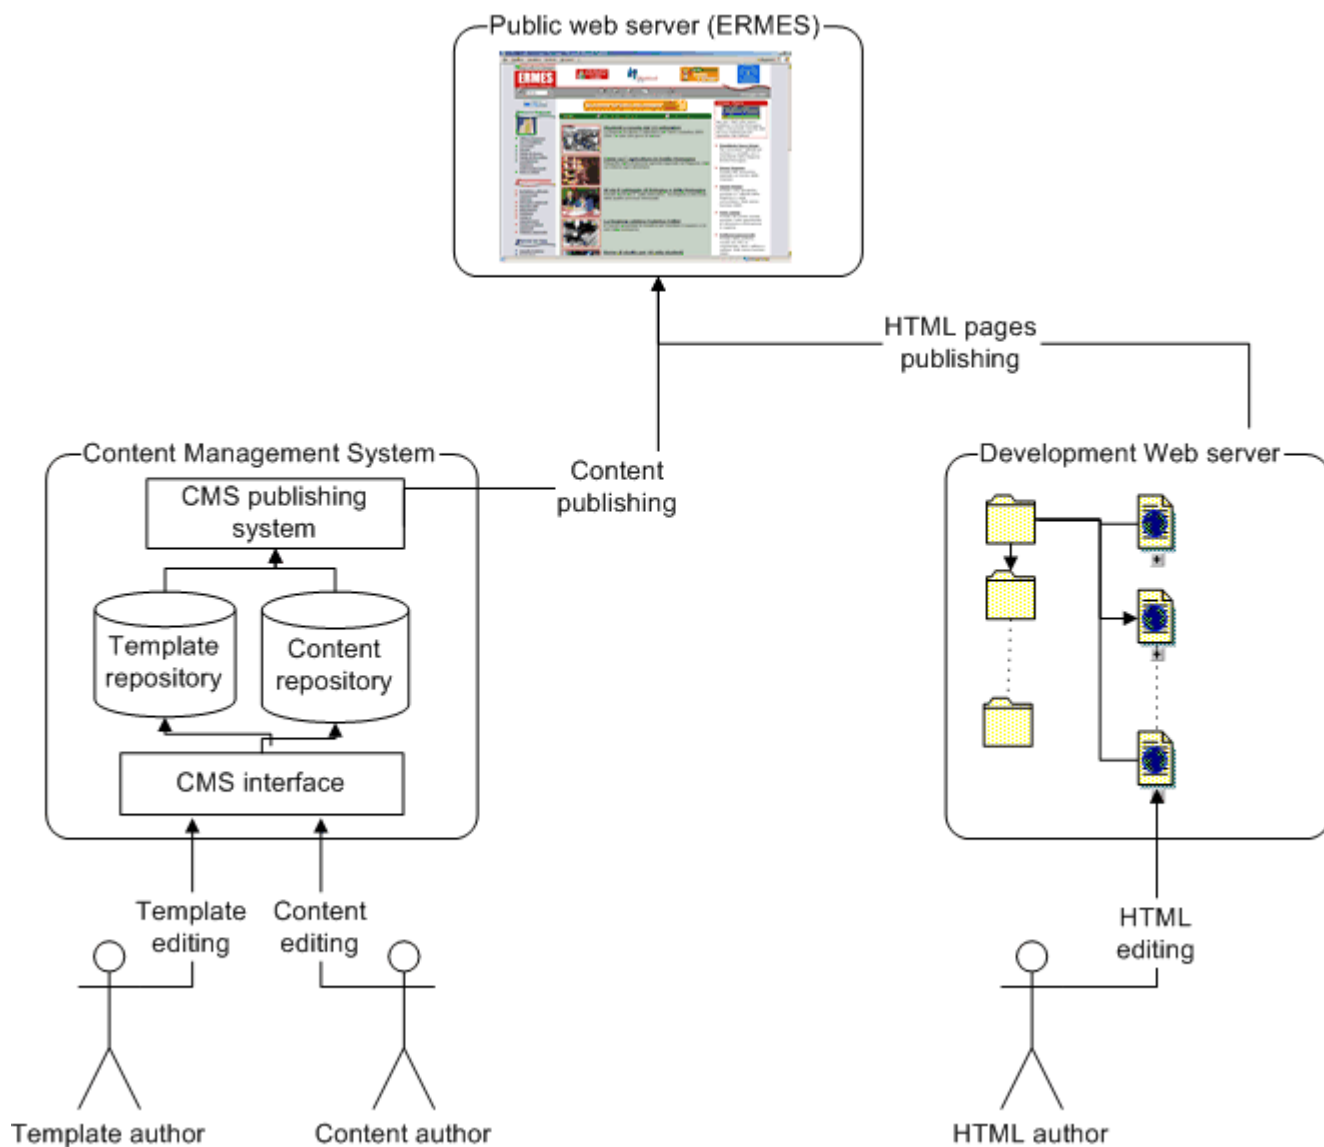 Public web server (ERMES)
ERMES
HTML pages
publishing
Content Management System
Development Web server
CMS publishing
system
Content
publishing
Template
repository
Content
repository
CMS interface
Template
editing
Content
editing
HTML
editing
Template author
Content author
HTML author